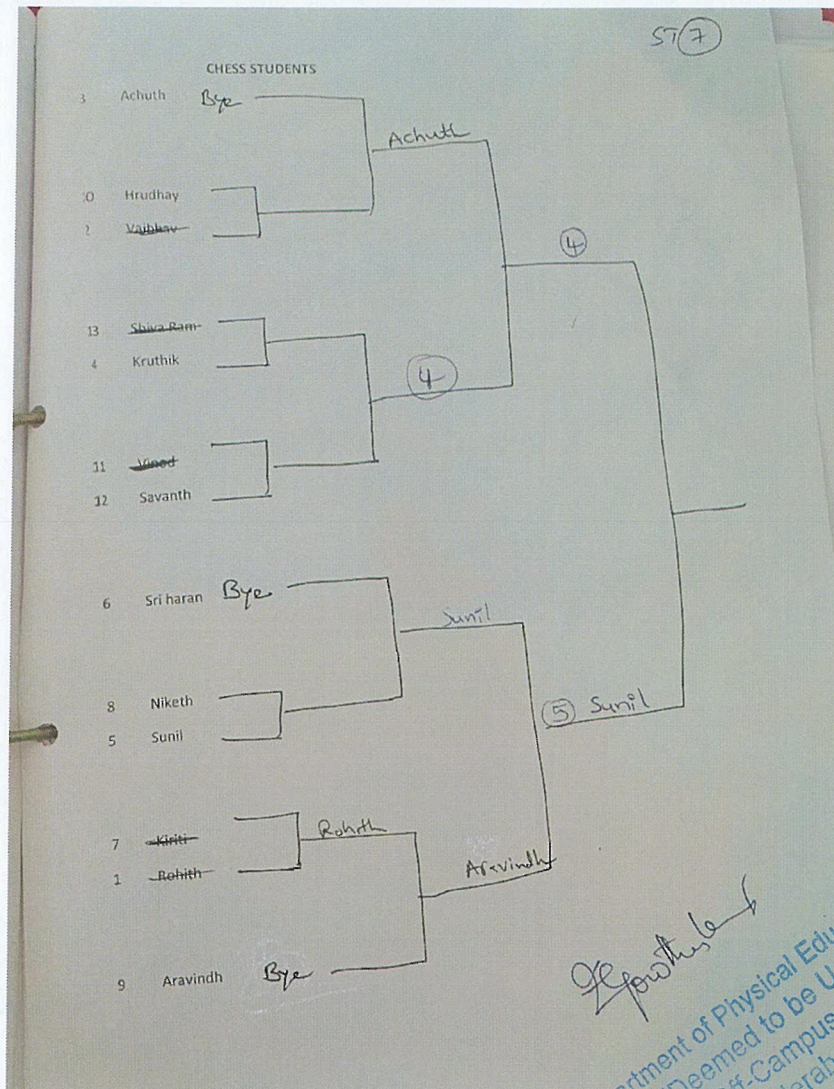 ST 7
CHESS STUDENTS
3 Achuth Bye
Achuth
10 Hrudhay
2 Vaibhav
4
13 Shiva Ram
4 Kruthik
4
11 Vinod
12 Savanth
6 Sri haran Bye
Sunil
8 Niketh
5 Sunil
5 Sunil
7 Kiriti
Rohith
1 Rohith
Aravindh
9 Aravindh Bye
Department of Physical Edu
Deemed to be U
Campus